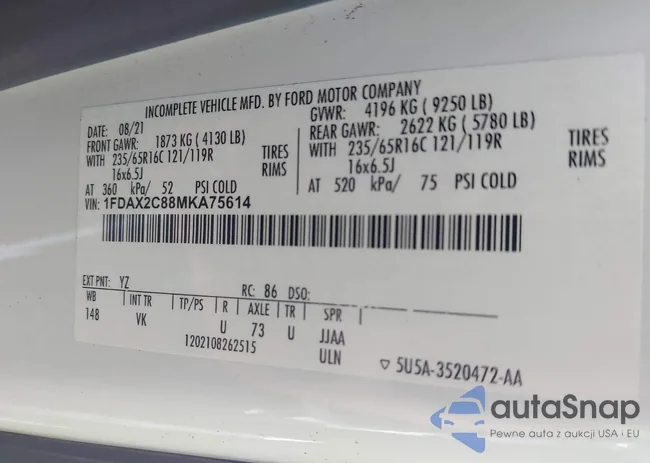 INCOMPLETE VEHICLE MFD. BY FORD MOTOR COMPANY
DATE: 08/21 GVWR: 4196 KG ( 9250 LB)
FRONT GAWR: 1873 KG ( 4130 LB) REAR GAWR: 2622 KG ( 5780 LB)
WITH 235/65R16C 121/119R TIRES WITH 235/65R16C 121/119R TIRES
16x6.5J RIMS 16x6.5J RIMS
AT 360 kPa/ 52 PSI COLD AT 520 kPa/ 75 PSI COLD
VIN: 1FDAX2C88MKA75614
EXT PNT: YZ RC: 86 DSO:
WB INT TR TP/PS R AXLE TR SPR
148 VK U 73 U JJAA
1202108262515 ULN ▽ 5U5A-3520472-AA
autaSnap
Pewne auta z aukcji USA i EU